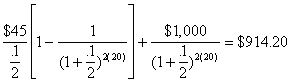 $45/(.1/2) [1 - 1/(1+.1/2)^2(20)] + $1,000/(1+.1/2)^2(20) = $914.20